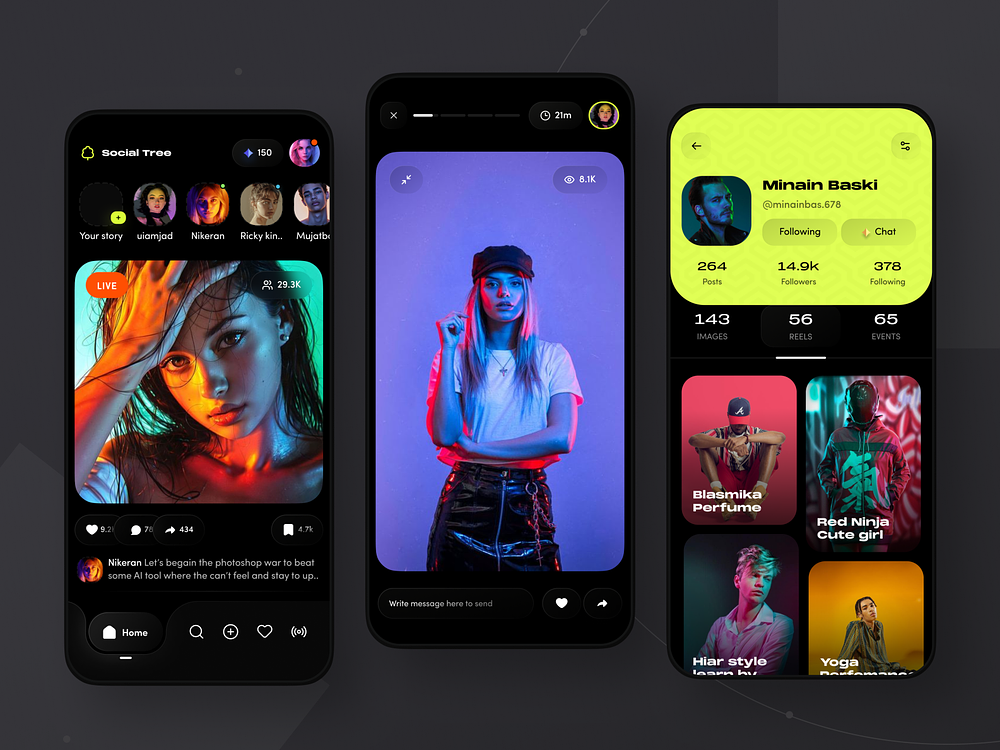 Social Tree
150
Your story
uiamjad
Nikeran
Ricky kin..
LIVE
29.3K
9.2
78
434
4.7k
Nikeran Let's begain the photoshop war to beat
some AI tool where the can't feel and stay to up..
Home
21m
8.1K
Write message here to send
Minain Baski
@minainbas.678
Following
Chat
264
14.9k
378
Posts
Followers
Following
143
56
65
IMAGES
REELS
EVENTS
A
Blasmika
Perfume
氣
Red Ninja
Cute girl
Hiar style
learn by
Yoga